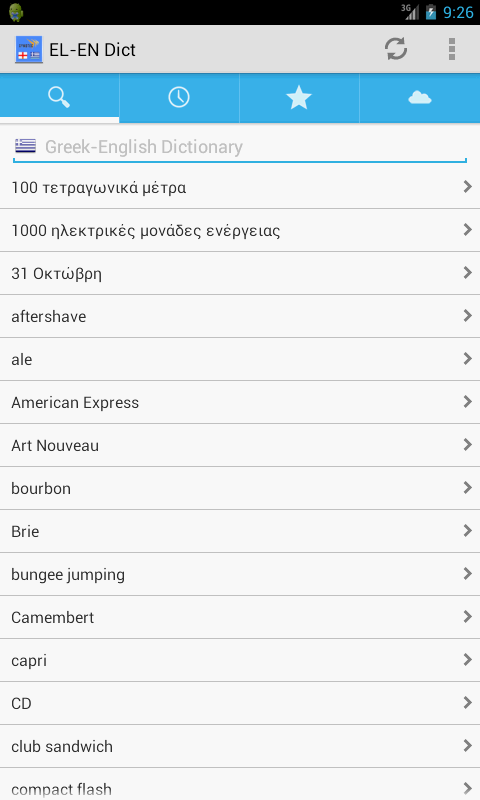 3G
9:26
EL-EN Dict
Greek-English Dictionary
100 τετραγωνικά μέτρα
1000 ηλεκτρικές μονάδες ενέργειας
31 Οκτώβρη
aftershave
ale
American Express
Art Nouveau
bourbon
Brie
bungee jumping
Camembert
capri
CD
club sandwich
compact flash